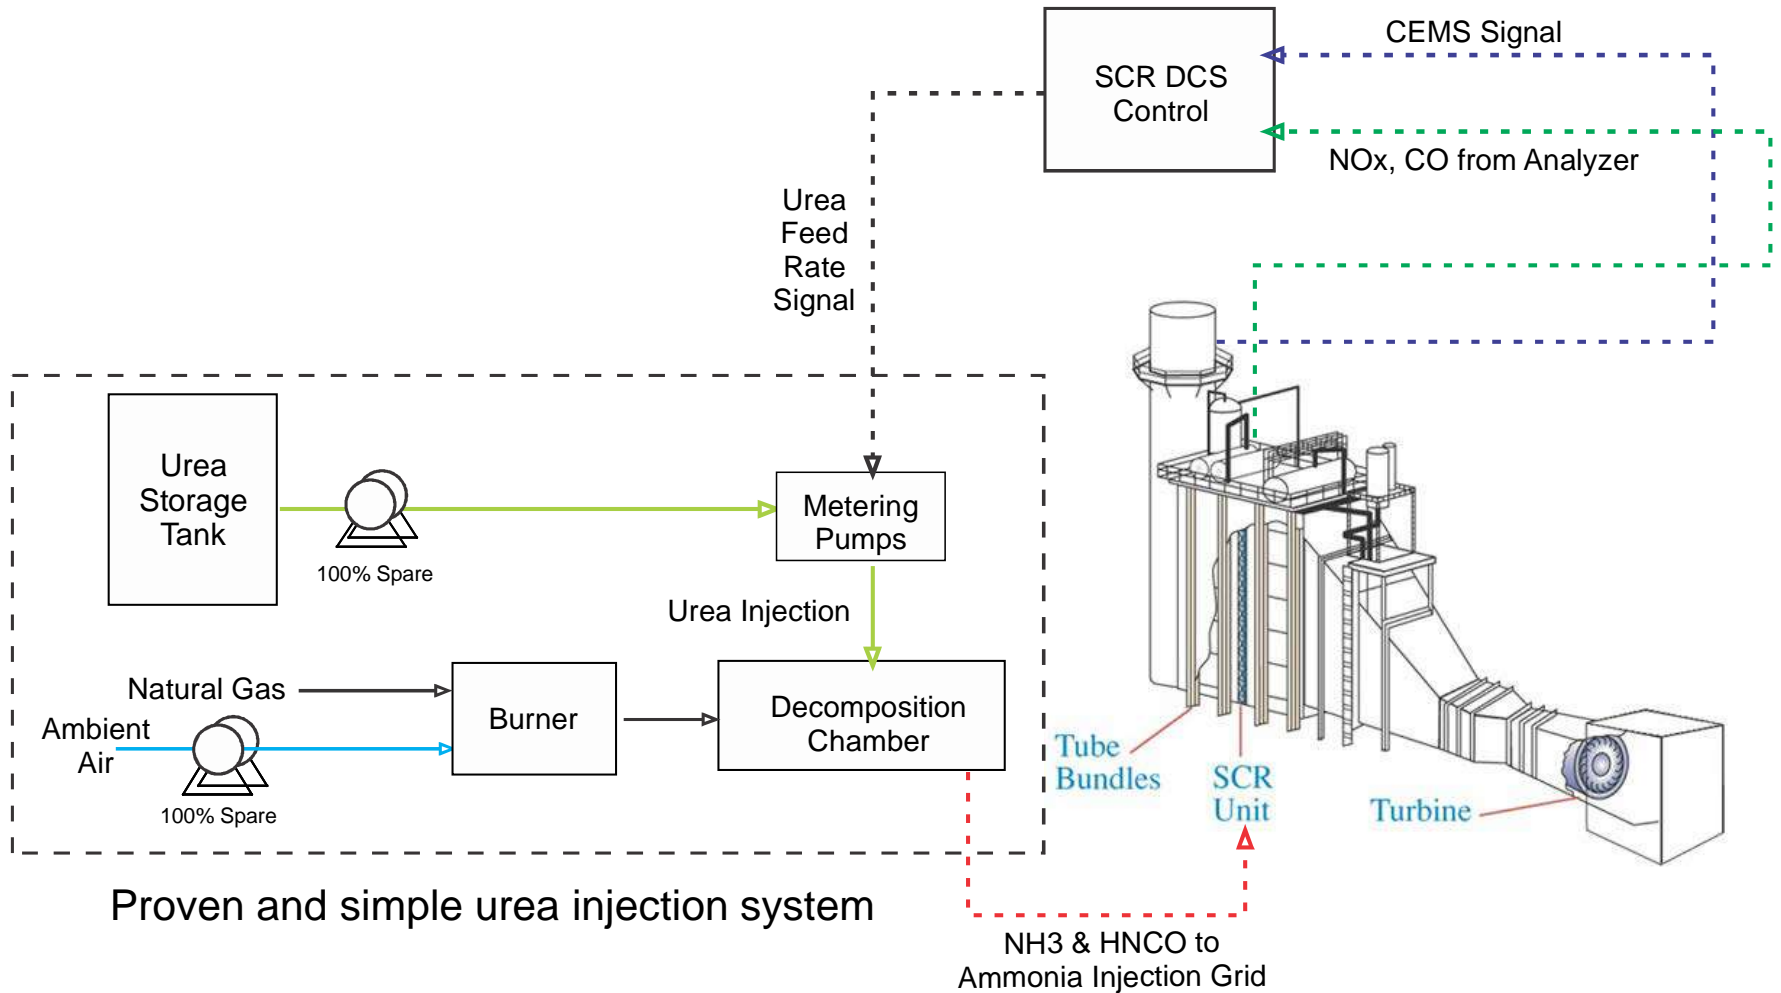 CEMS Signal
SCR DCS
Control
NOx, CO from Analyzer
Urea
Feed
Rate
Signal
Urea
Storage
Tank
100% Spare
Metering
Pumps
Urea Injection
Natural Gas
Ambient
Air
100% Spare
Burner
Decomposition
Chamber
Tube
Bundles
SCR
Unit
Turbine
Proven and simple urea injection system
NH3 & HNCO to
Ammonia Injection Grid